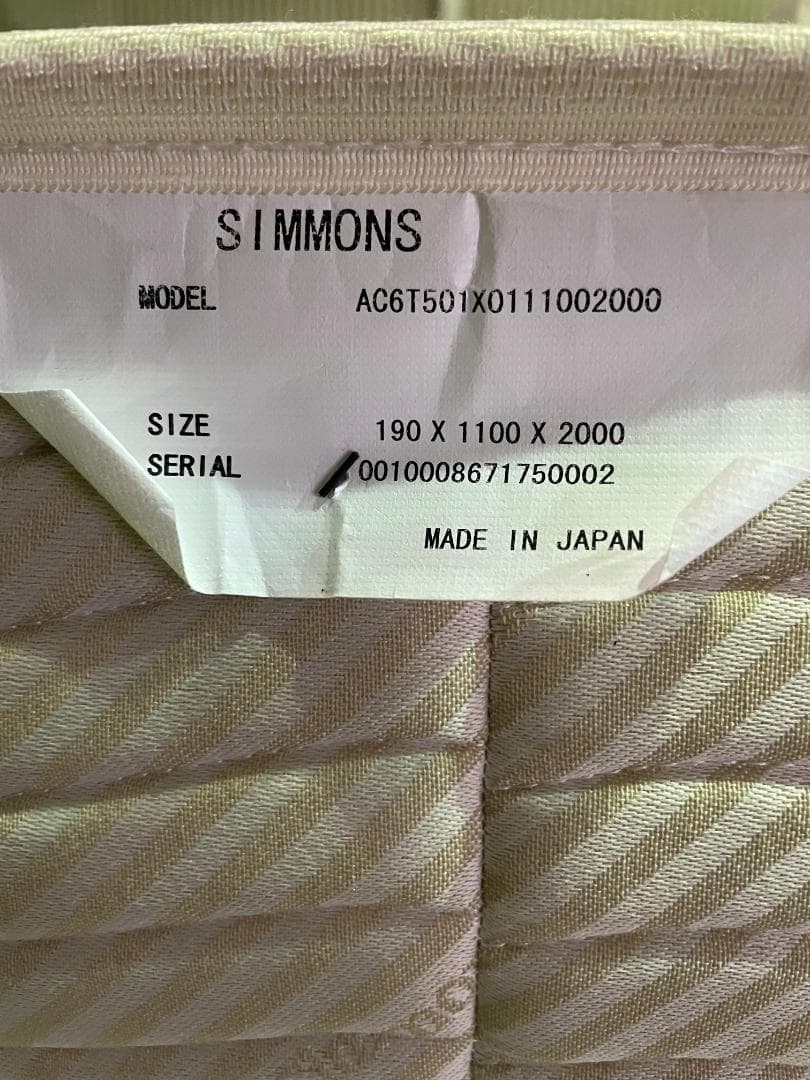 SIMMONS
MODEL AC6T501X0111002000
SIZE 190 X 1100 X 2000
SERIAL 0010008671750002
MADE IN JAPAN